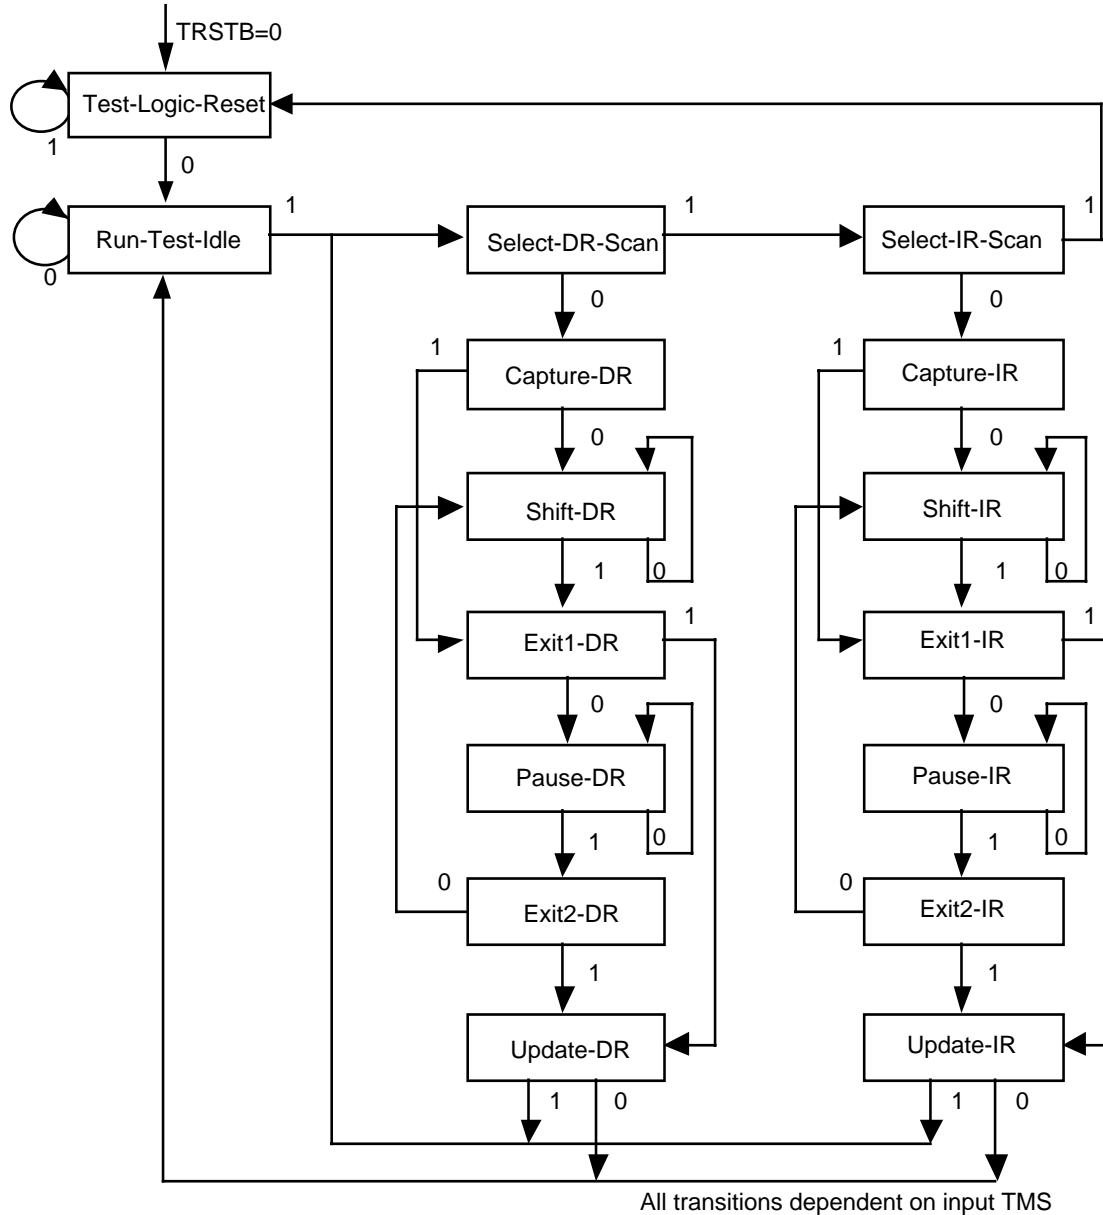 TRSTB=0
Test-Logic-Reset
1
0
Run-Test-Idle
1
0
Select-DR-Scan
1
Select-IR-Scan
1
0
0
1
Capture-DR
1
Capture-IR
0
0
Shift-DR
Shift-IR
1
0
1
0
Exit1-DR
1
Exit1-IR
1
0
0
Pause-DR
Pause-IR
1
0
1
0
0
Exit2-DR
0
Exit2-IR
1
1
Update-DR
Update-IR
1
0
1
0
All transitions dependent on input TMS